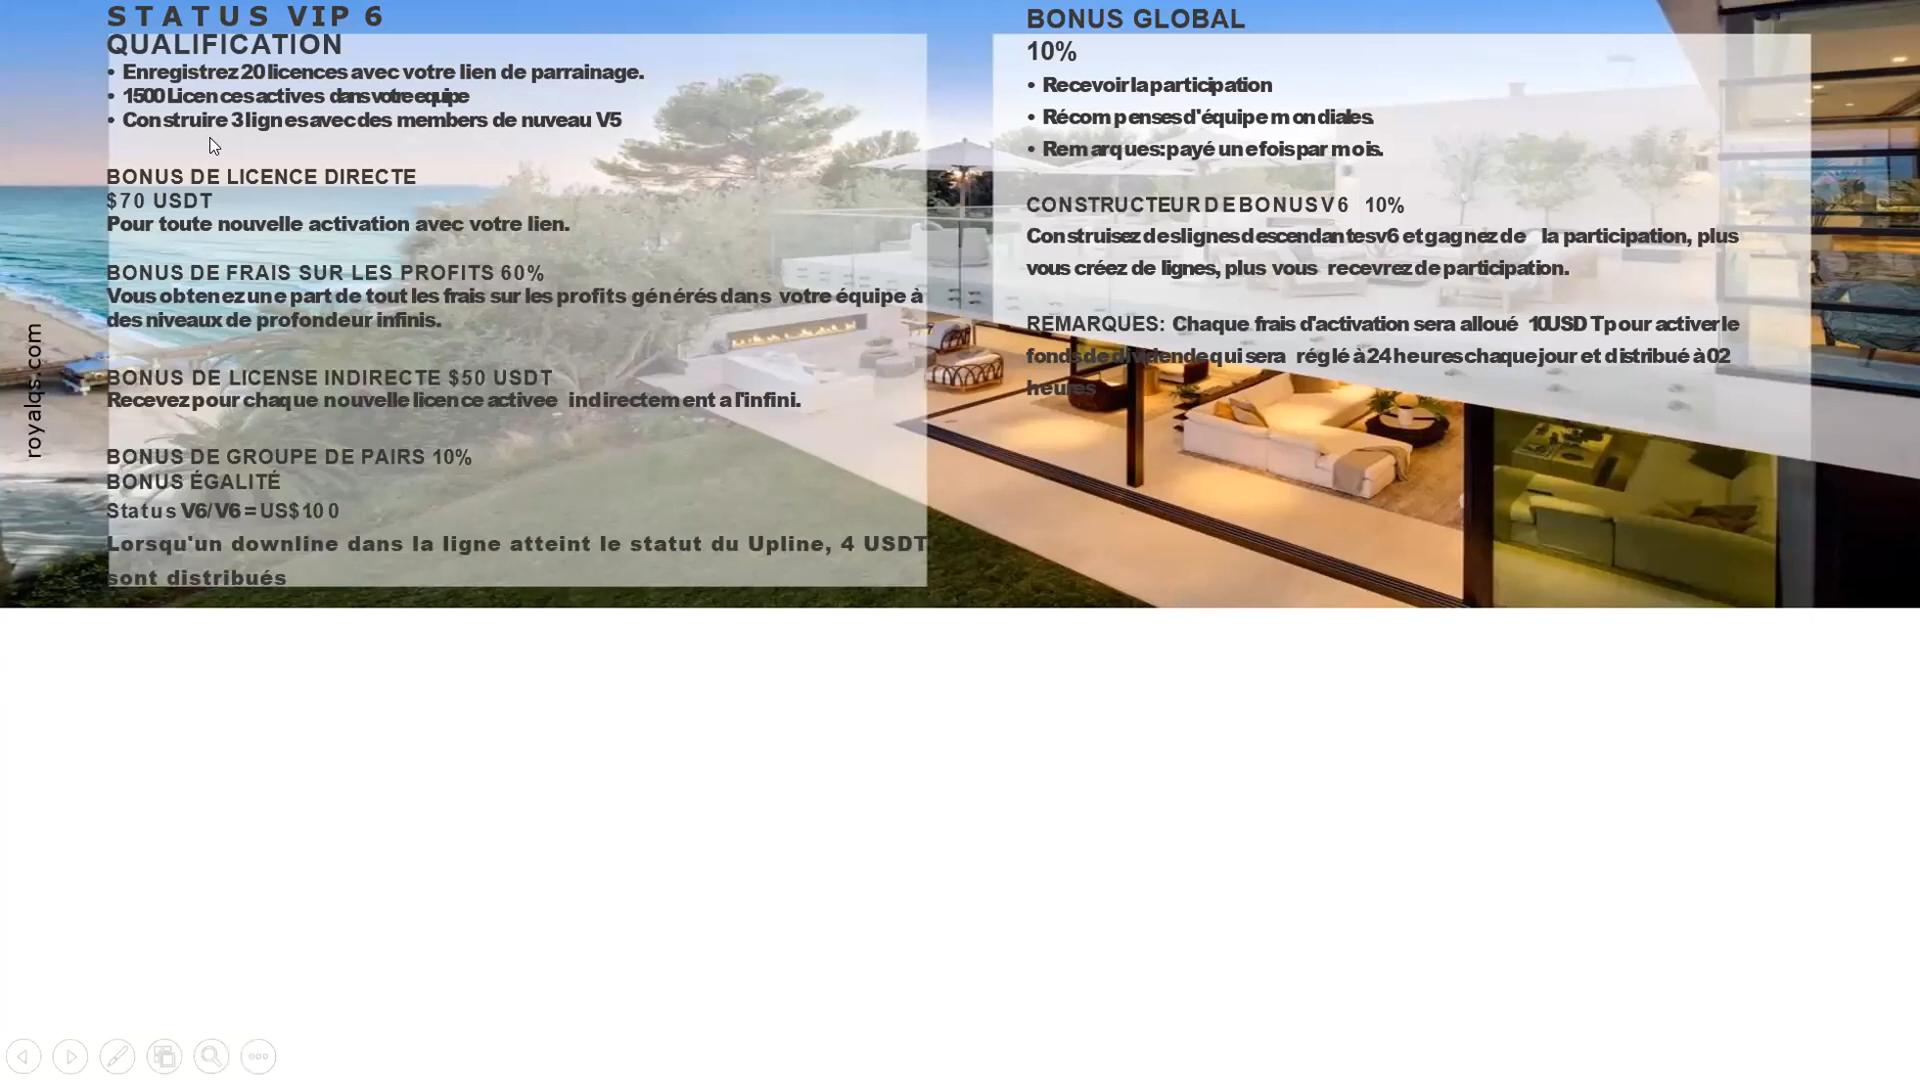 STATUS VIP 6
QUALIFICATION
• Enregistrez 20 licences avec votre lien de parrainage.
• 1500 Licences actives dans votre equipe
• Construire 3 lignes avec des members de nuveau V5
BONUS DE LICENCE DIRECTE
$70 USDT
Pour toute nouvelle activation avec votre lien.
BONUS DE FRAIS SUR LES PROFITS 60%
Vous obtenez une part de tout les frais sur les profits générés dans votre équipe à
des niveaux de profondeur infinis.
BONUS DE LICENSE INDIRECTE $50 USDT
Recevez pour chaque nouvelle licence activee indirectement a l'infini.
BONUS DE GROUPE DE PAIRS 10%
BONUS ÉGALITÉ
Status V6/V6=US$100
Lorsqu'un downline dans la ligne atteint le statut du Upline, 4 USDT
sont distribués
BONUS GLOBAL
10%
• Recevoir la participation
• Récompenses d'équipe mondiales.
• Remarques: payé une fois par mois.
CONSTRUCTEUR DE BONUS V6 10%
Construisez des lignes descendantes v6 et gagnez de la participation, plus
vous créez de lignes, plus vous recevrez de participation.
REMARQUES: Chaque frais d'activation sera alloué 10USDT pour activer le
fonds de dividende qui sera réglé à 24 heures chaque jour et distribué à 02
heures
royalqs.com